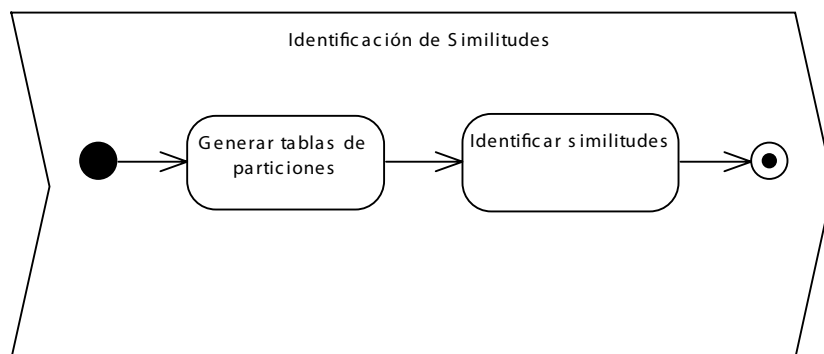 Identificación de Similitudes
Generar tablas de
particiones
Identificar similitudes